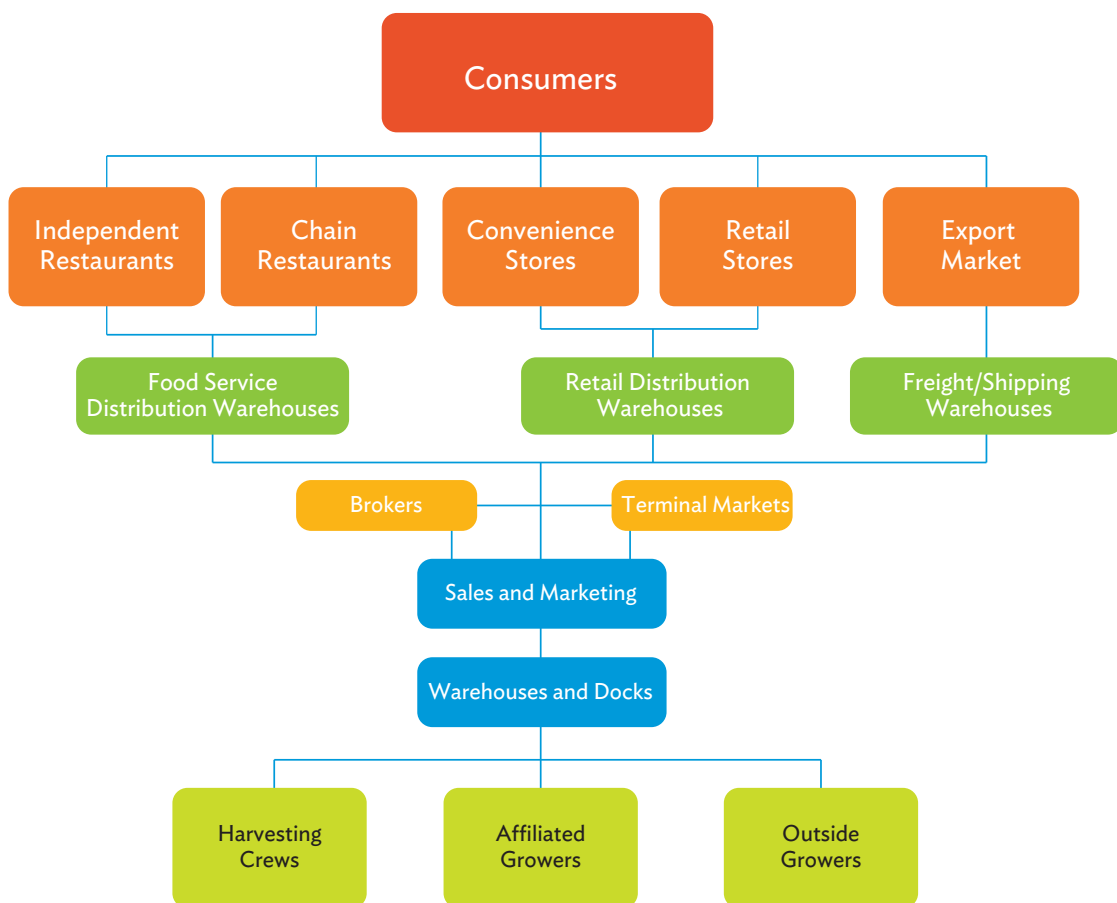 Consumers
Independent
Restaurants
Chain
Restaurants
Convenience
Stores
Retail
Stores
Export
Market
Food Service
Distribution Warehouses
Retail Distribution
Warehouses
Freight/Shipping
Warehouses
Brokers
Terminal Markets
Sales and Marketing
Warehouses and Docks
Harvesting
Crews
Affiliated
Growers
Outside
Growers